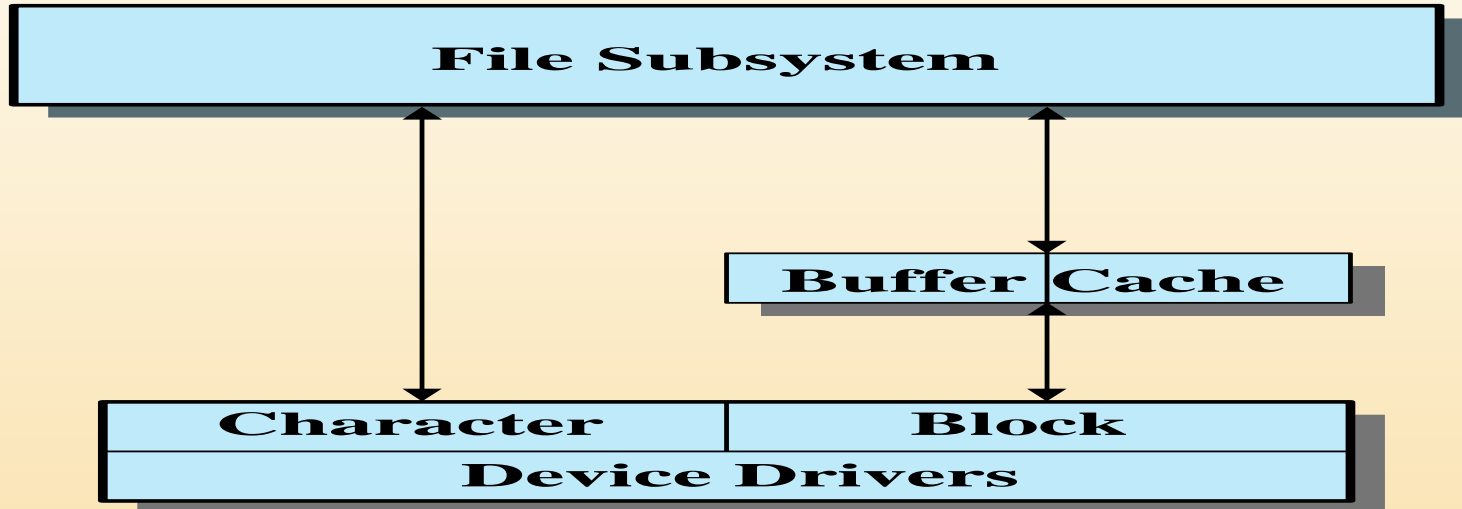 File Subsystem
Buffer Cache
Character
Block
Device Drivers